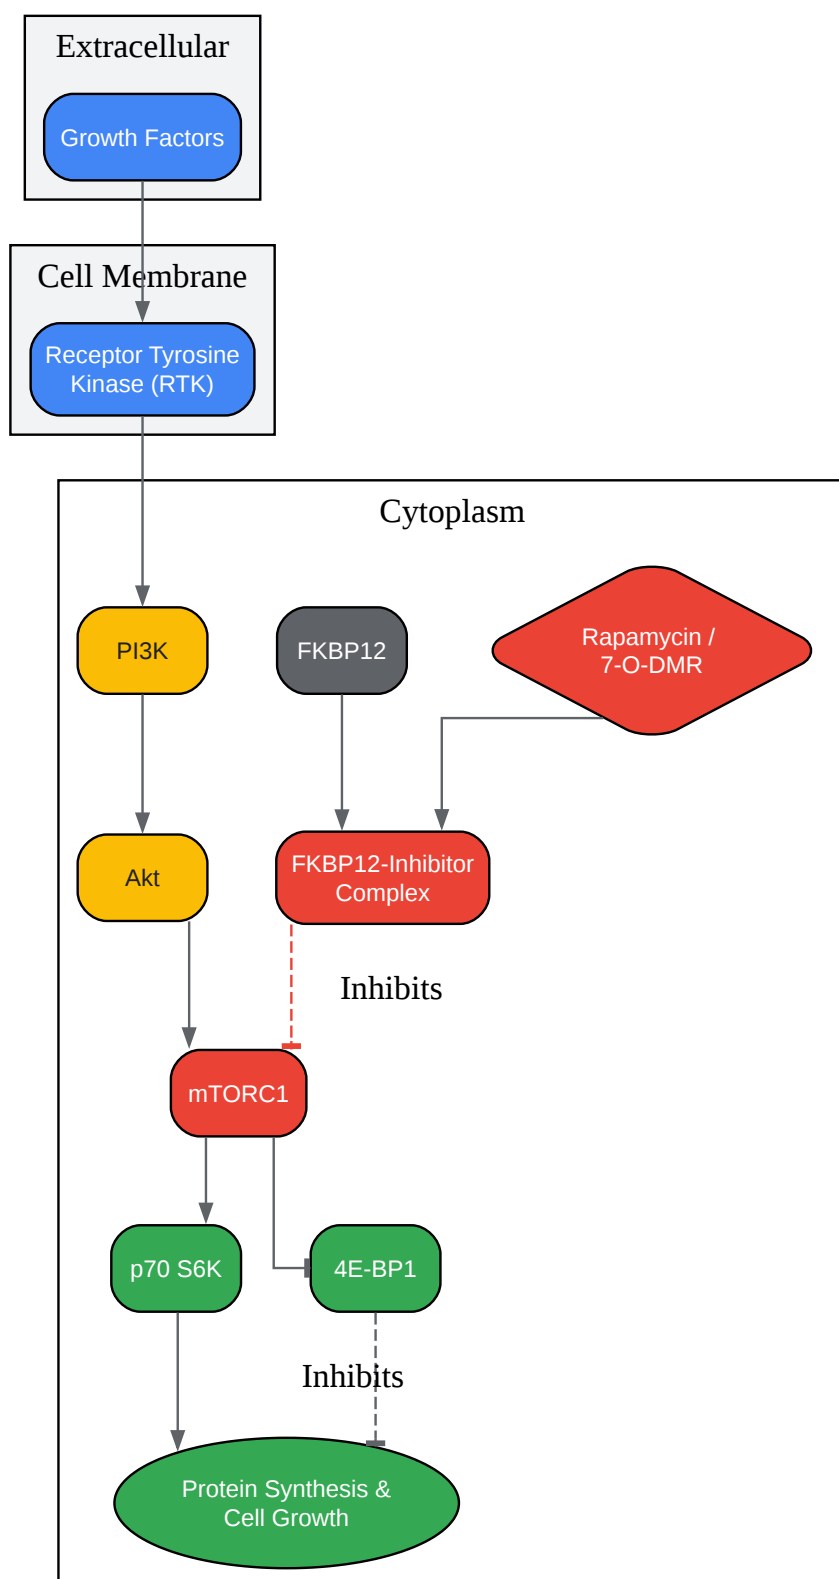 Extracellular
Growth Factors
Cell Membrane
Receptor Tyrosine
Kinase (RTK)
Cytoplasm
PI3K
FKBP12
Rapamycin /
7-O-DMR
Akt
FKBP12-Inhibitor
Complex
Inhibits
mTORC1
p70 S6K
4E-BP1
Inhibits
Protein Synthesis &
Cell Growth